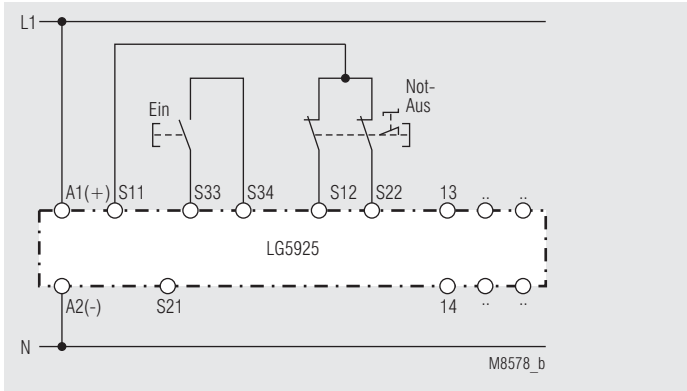 L1
Not-
Aus
Ein
A1(+) S11 S33 S34 S12 S22 13 .. ..
LG5925
A2(-) S21 14 .. ..
N
M8578_b